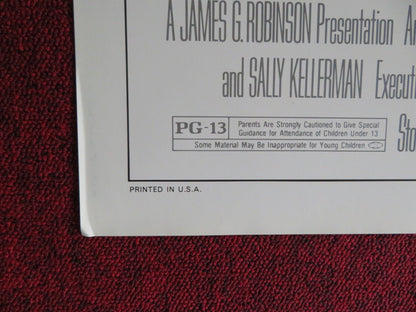 A JAMES G. ROBINSON Presentation
and SALLY KELLERMAN
PG-13 Parents Are Strongly Cautioned to Give Special
Guidance for Attendance of Children Under 13
Some Material May Be Inappropriate for Young Children
PRINTED IN U.S.A.